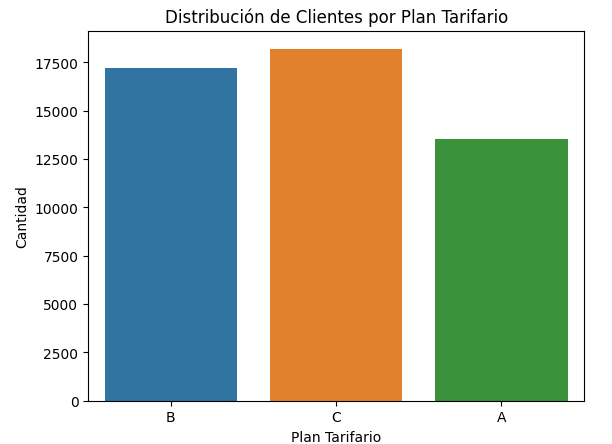 Distribución de Clientes por Plan Tarifario
17500
15000
12500
10000
7500
5000
2500
0
Cantidad
B C A
Plan Tarifario